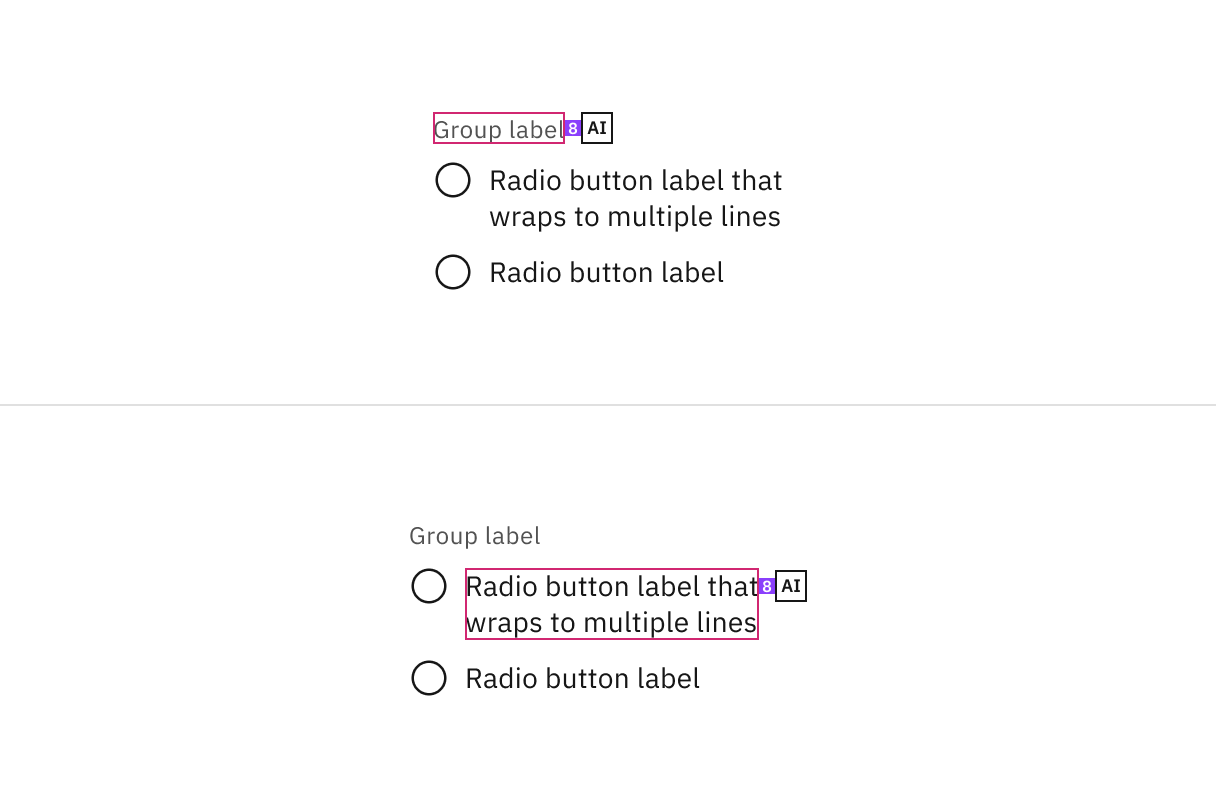 Group label 8 AI
Radio button label that
wraps to multiple lines
Radio button label
Group label
Radio button label that 8 AI
wraps to multiple lines
Radio button label